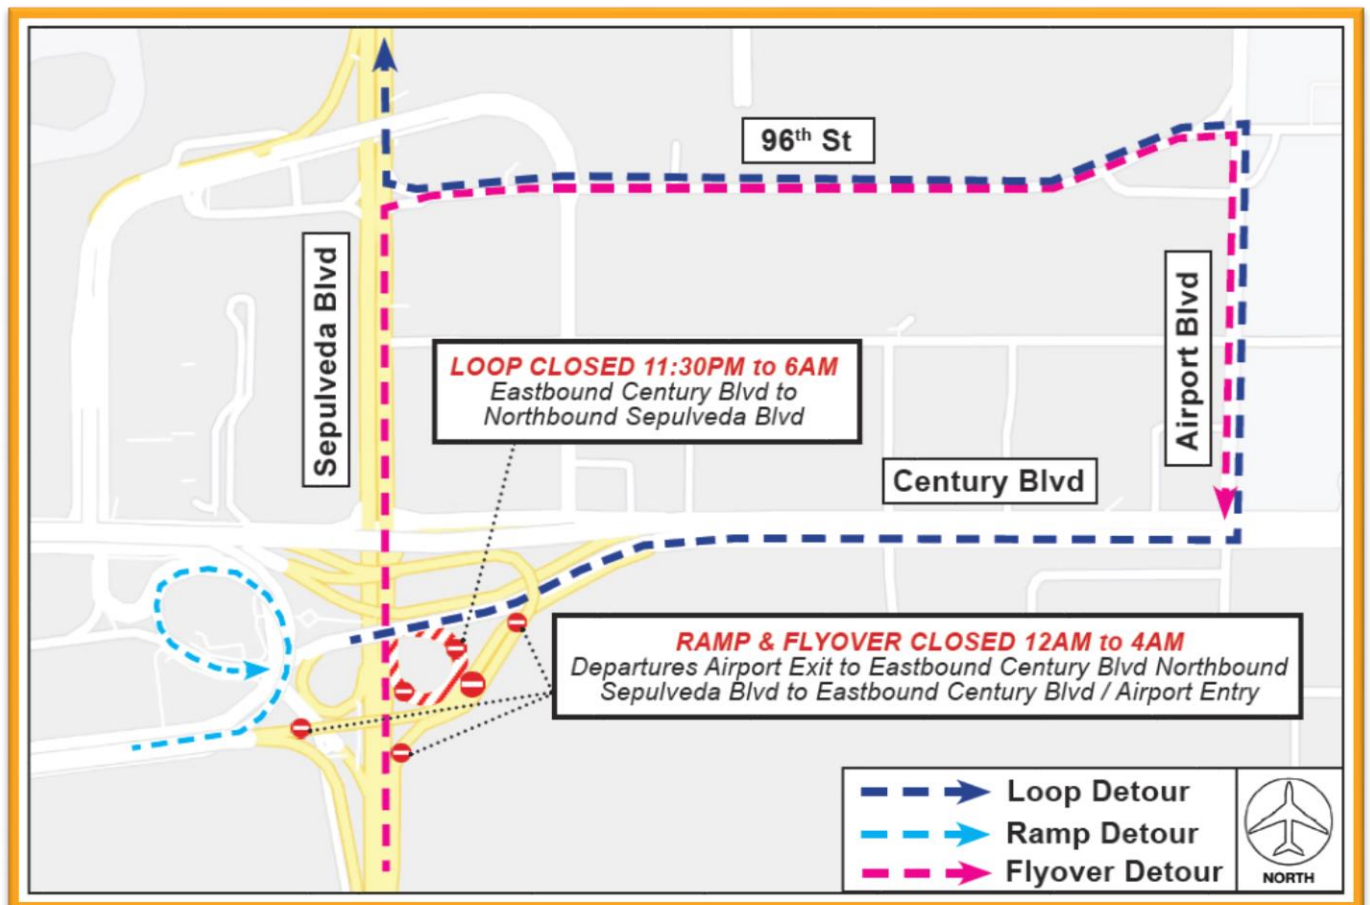 96th St
Sepulveda Blvd
Airport Blvd
LOOP CLOSED 11:30PM to 6AM
Eastbound Century Blvd to
Northbound Sepulveda Blvd
Century Blvd
RAMP & FLYOVER CLOSED 12AM to 4AM
Departures Airport Exit to Eastbound Century Blvd Northbound
Sepulveda Blvd to Eastbound Century Blvd / Airport Entry
Loop Detour
Ramp Detour
Flyover Detour
NORTH